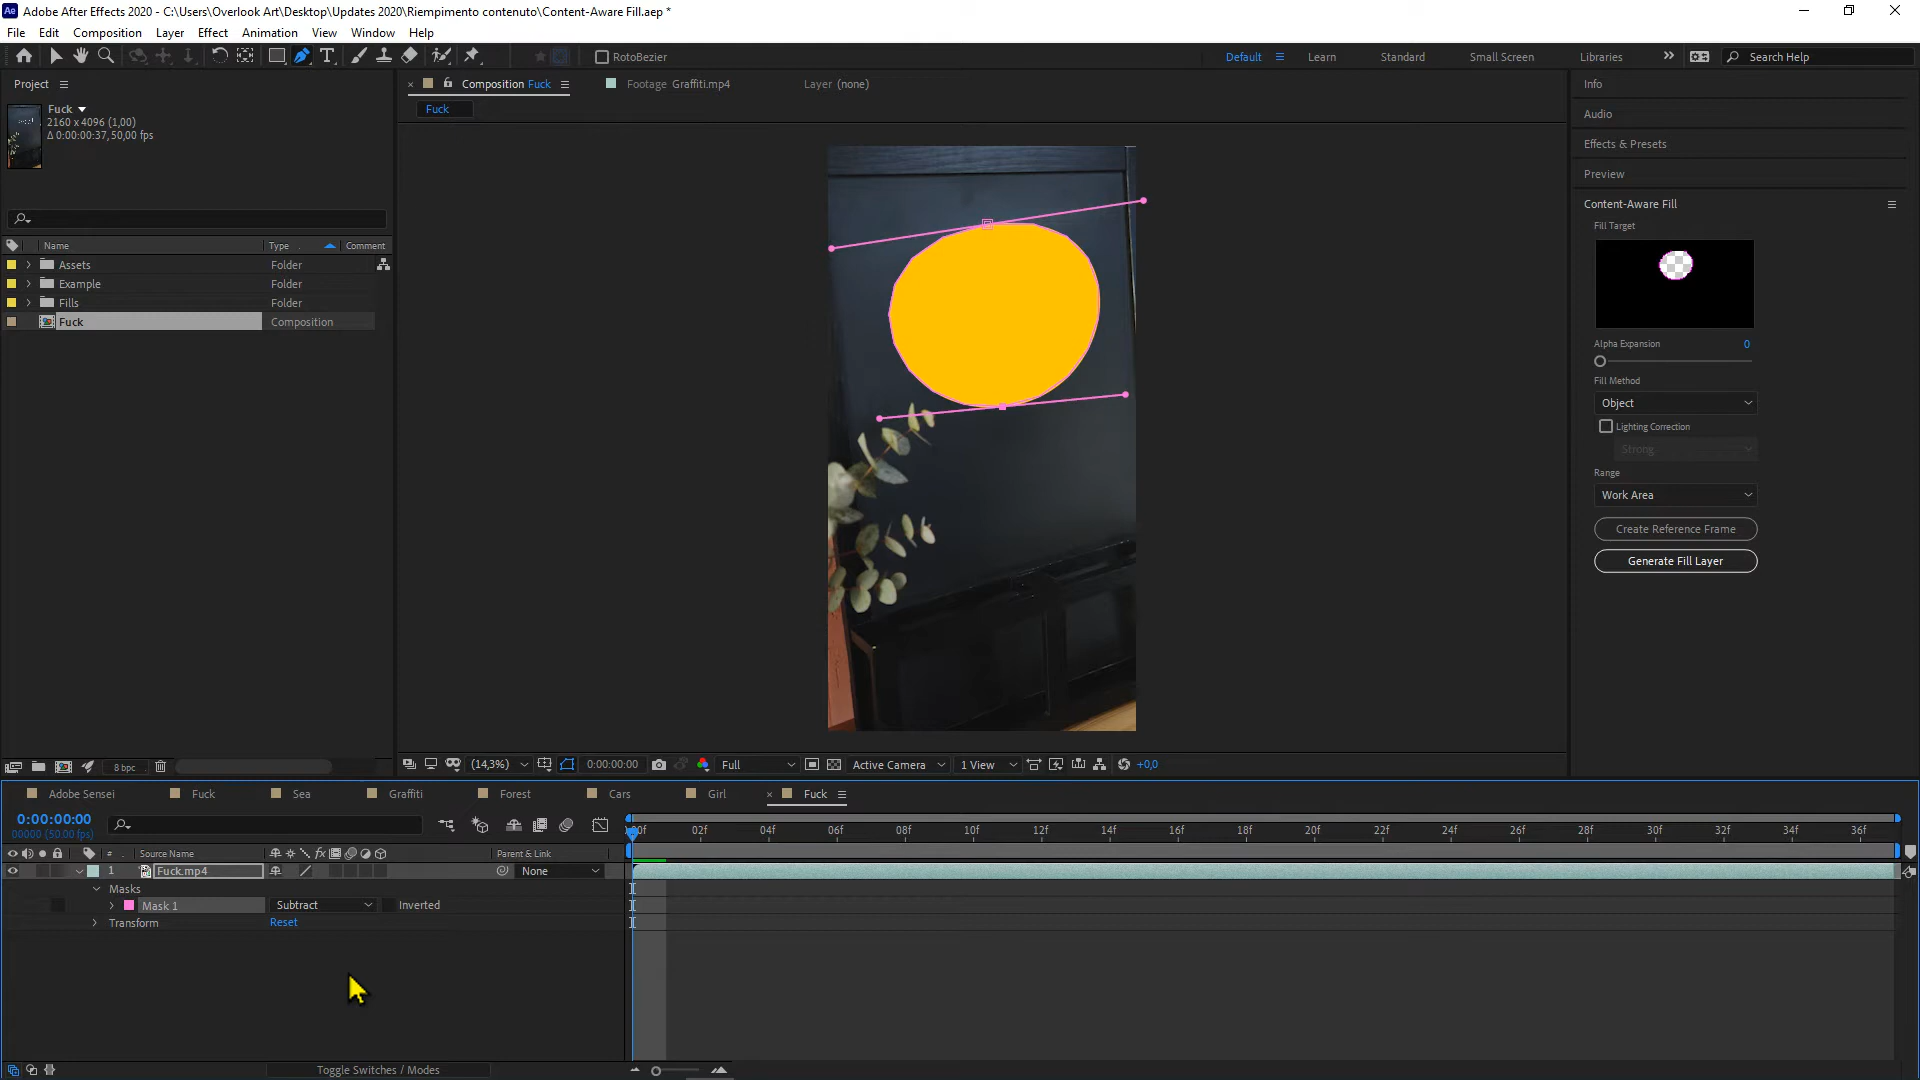 Ae Adobe After Effects 2020 - C:\Users\Overlook Art\Desktop\Updates 2020\Riempimento contenuto\Content-Aware Fill.aep *
File Edit Composition Layer Effect Animation View Window Help
RotoBezier
Default Learn Standard Small Screen Libraries Search Help
Project
Fuck
2160 x 4096 (1,00)
Δ 0:00:00:37, 50,00 fps
Name Type Comment
Assets Folder
Example Folder
Fills Folder
Fuck Composition
8 bpc
Composition Fuck Footage Graffiti.mp4 Layer (none)
Fuck
(14,3%) 0:00:00:00 Full Active Camera 1 View +0,0
Info
Audio
Effects & Presets
Preview
Content-Aware Fill
Fill Target
Alpha Expansion 0
Fill Method
Object
Lighting Correction
Strong
Range
Work Area
Create Reference Frame
Generate Fill Layer
Adobe Sensei Fuck Sea Graffiti Forest Cars Girl Fuck
0:00:00:00
00000 (50.00 fps)
# Source Name Parent & Link
:00f 02f 04f 06f 08f 10f 12f 14f 16f 18f 20f 22f 24f 26f 28f 30f 32f 34f 36f
1 Fuck.mp4 None
Masks
Mask 1 Subtract Inverted
Transform Reset
Toggle Switches / Modes